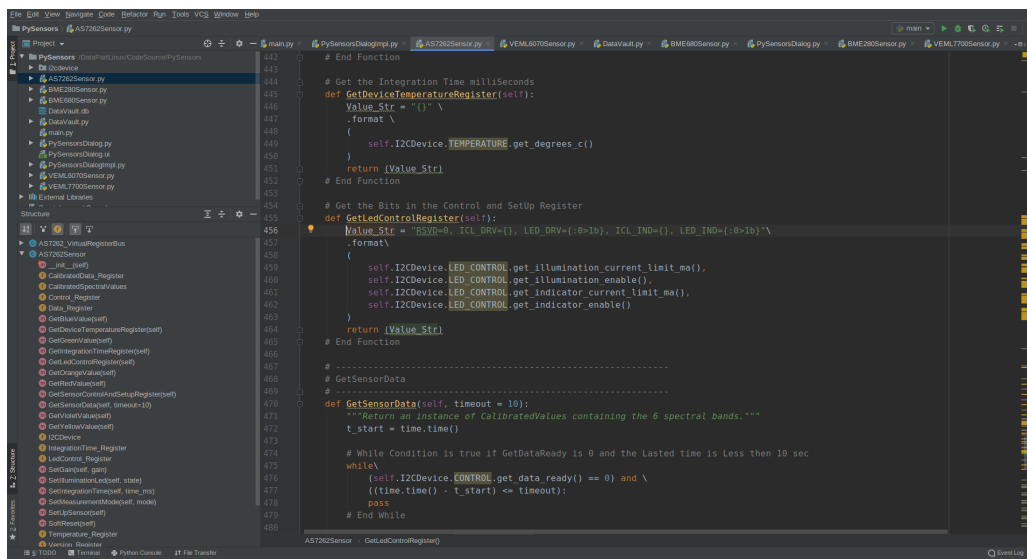 File Edit View Navigate Code Refactor Run Tools VCS Window Help
PySensors AS7262Sensor.py
main
Project
main.py
PySensorsDialogImpl.py
AS7262Sensor.py
VEML6070Sensor.py
DataVault.py
BME680Sensor.py
PySensorsDialog.py
BME280Sensor.py
VEML7700Sensor.py
1: Project
PySensors /DataPartLinux/CodeSource/PySensors
i2cdevice
AS7262Sensor.py
BME280Sensor.py
BME680Sensor.py
DataVault.db
DataVault.py
main.py
PySensorsDialog.py
PySensorsDialog.ui
PySensorsDialogImpl.py
VEML6070Sensor.py
VEML7700Sensor.py
External Libraries
Structure
AS7262_VirtualRegisterBus
AS7262Sensor
__init__(self)
CalibratedData_Register
CalibratedSpectralValues
Control_Register
Data_Register
GetBlueValue(self)
GetDeviceTemperatureRegister(self)
GetGreenValue(self)
GetIntegrationTimeRegister(self)
GetLedControlRegister(self)
GetOrangeValue(self)
GetRedValue(self)
GetSensorControlAndSetupRegister(self)
GetSensorData(self, timeout=10)
GetVioletValue(self)
GetYellowValue(self)
I2CDevice
IntegrationTime_Register
LedControl_Register
SetGain(self, gain)
SetIlluminationLed(self, state)
SetIntegrationTime(self, time_ms)
SetMeasurementMode(self, mode)
SetUpSensor(self)
SoftReset(self)
Temperature_Register
Version_Register
Z: Structure
2: Favorites
442 # End Function
443
444 # Get the Integration Time milliSeconds
445 def GetDeviceTemperatureRegister(self):
446 Value_Str = "{}" \
447 .format \
448 (
449 self.I2CDevice.TEMPERATURE.get_degrees_c()
450 )
451 return (Value_Str)
452 # End Function
453
454 # Get the Bits in the Control and SetUp Register
455 def GetLedControlRegister(self):
456 Value_Str = "RSVD=0, ICL_DRV={}, LED_DRV={:0>1b}, ICL_IND={}, LED_IND={:0>1b}"\
457 .format\
458 (
459 self.I2CDevice.LED_CONTROL.get_illumination_current_limit_ma(),
460 self.I2CDevice.LED_CONTROL.get_illumination_enable(),
461 self.I2CDevice.LED_CONTROL.get_indicator_current_limit_ma(),
462 self.I2CDevice.LED_CONTROL.get_indicator_enable()
463 )
464 return (Value_Str)
465 # End Function
466
467 # -------------------------------------------------------
468 # GetSensorData
469 # -------------------------------------------------------
470 def GetSensorData(self, timeout = 10):
471 """Return an instance of CalibratedValues containing the 6 spectral bands."""
472 t_start = time.time()
473
474 # While Condition is true if GetDataReady is 0 and the Lasted time is Less then 10 sec
475 while\
476 (self.I2CDevice.CONTROL.get_data_ready() == 0) and \
477 ((time.time() - t_start) <= timeout):
478 pass
479 # End While
480
AS7262Sensor › GetLedControlRegister()
6: TODO Terminal Python Console File Transfer Event Log